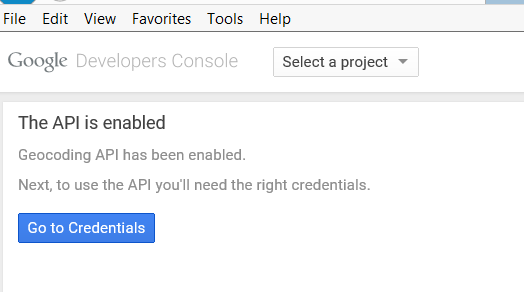 File Edit View Favorites Tools Help
Google Developers Console Select a project
The API is enabled
Geocoding API has been enabled.
Next, to use the API you'll need the right credentials.
Go to Credentials